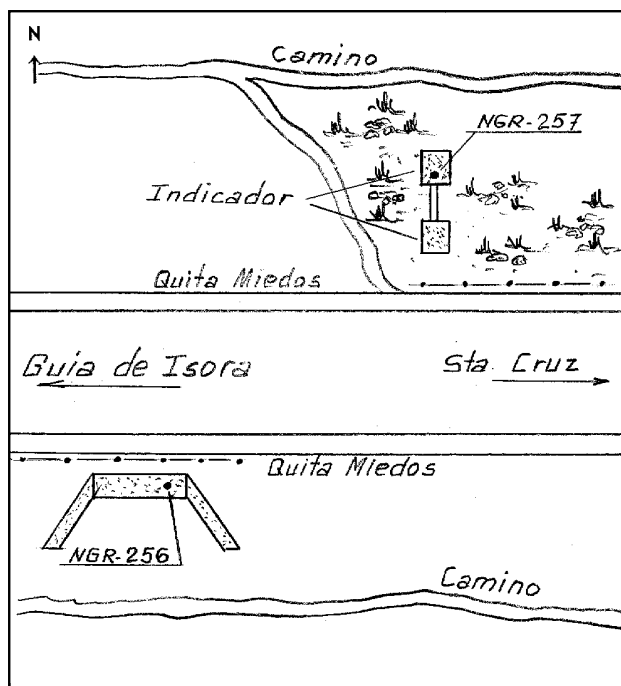 N
Camino
NGR-257
Indicador
Quita Miedos
Guia de Isora
Sta. Cruz
Quita Miedos
NGR-256
Camino